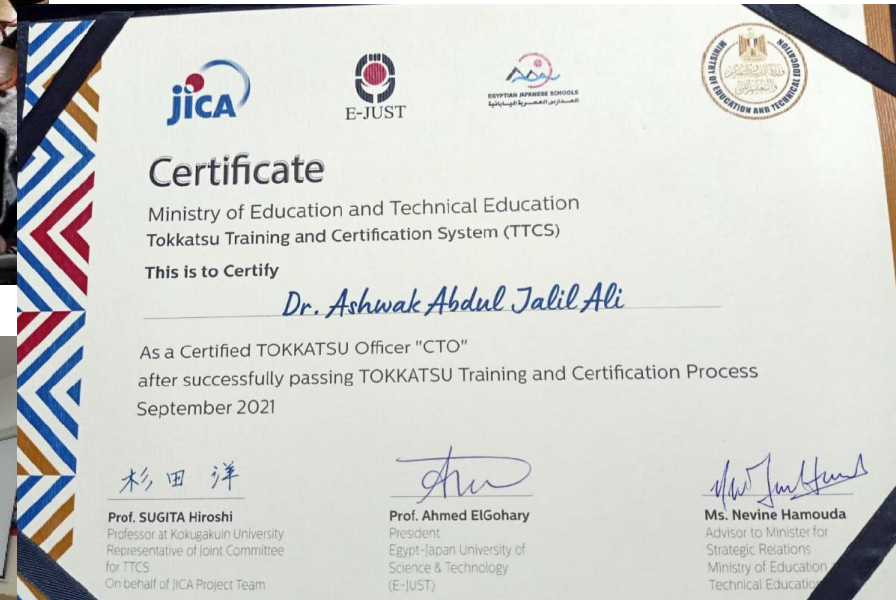 JICA
E-JUST
EGYPTIAN JAPANESE SCHOOLS
المدارس المصرية اليابانية
MINISTRY OF EDUCATION AND TECHNICAL EDUCATION
Certificate
Ministry of Education and Technical Education
Tokkatsu Training and Certification System (TTCS)
This is to Certify
Dr. Ashwak Abdul Jalil Ali
As a Certified TOKKATSU Officer "CTO"
after successfully passing TOKKATSU Training and Certification Process
September 2021
杉田 洋
Prof. SUGITA Hiroshi
Professor at Kokugakuin University
Representative of Joint Committee
for TTCS
On behalf of JICA Project Team
Prof. Ahmed ElGohary
President
Egypt-Japan University of
Science & Technology
(E-JUST)
Ms. Nevine Hamouda
Advisor to Minister for
Strategic Relations
Ministry of Education
Technical Education